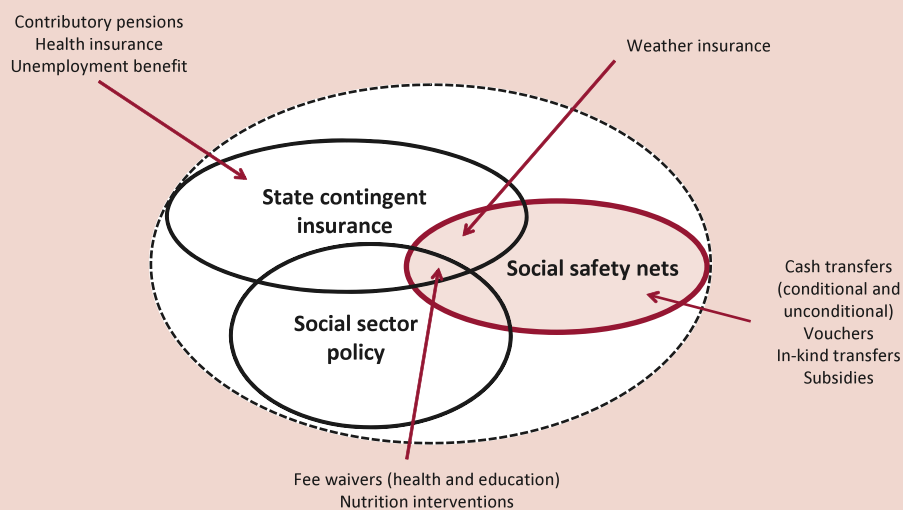 Contributory pensions
Health insurance
Unemployment benefit
Weather insurance
State contingent
insurance
Social safety nets
Social sector
policy
Cash transfers
(conditional and
unconditional)
Vouchers
In-kind transfers
Subsidies
Fee waivers (health and education)
Nutrition interventions